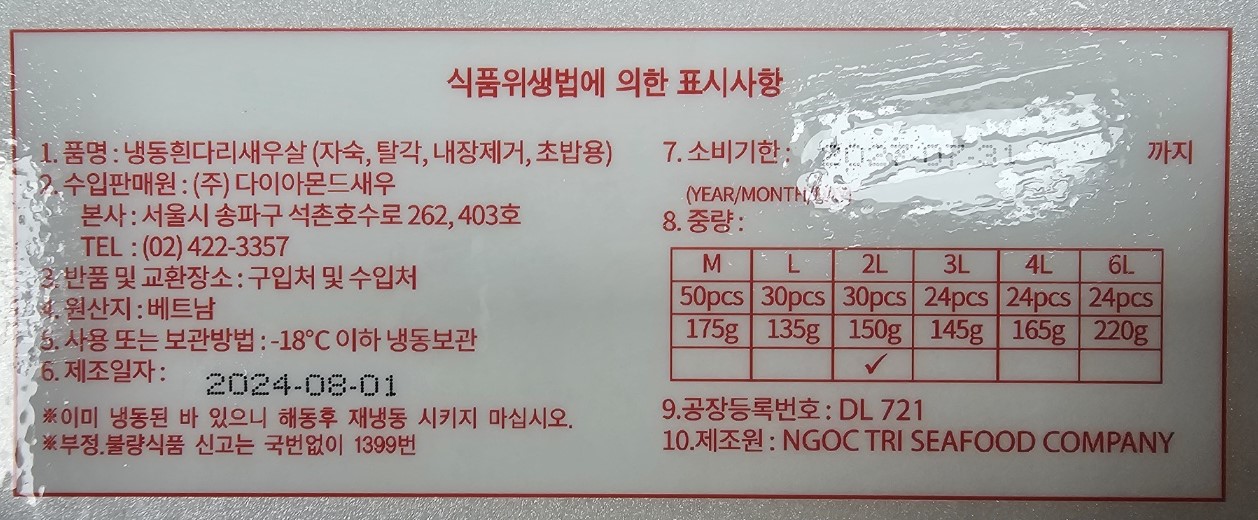 식품위생법에 의한 표시사항
1. 품명 : 냉동흰다리새우살 (자숙, 탈각, 내장제거, 초밥용)
2. 수입판매원 : (주) 다이아몬드새우
본사 : 서울시 송파구 석촌호수로 262, 403호
TEL : (02) 422-3357
3. 반품 및 교환장소 : 구입처 및 수입처
4. 원산지 : 베트남
5. 사용 또는 보관방법 : -18°C 이하 냉동보관
6. 제조일자 : 2024-08-01
※이미 냉동된 바 있으니 해동후 재냉동 시키지 마십시오.
※부정.불량식품 신고는 국번없이 1399번
7. 소비기한 : 2027-07-31 까지
(YEAR/MONTH/
8. 중량 :
M L 2L 3L 4L 6L
50pcs 30pcs 30pcs 24pcs 24pcs 24pcs
175g 135g 150g 145g 165g 220g
✓
9.공장등록번호 : DL 721
10.제조원 : NGOC TRI SEAFOOD COMPANY